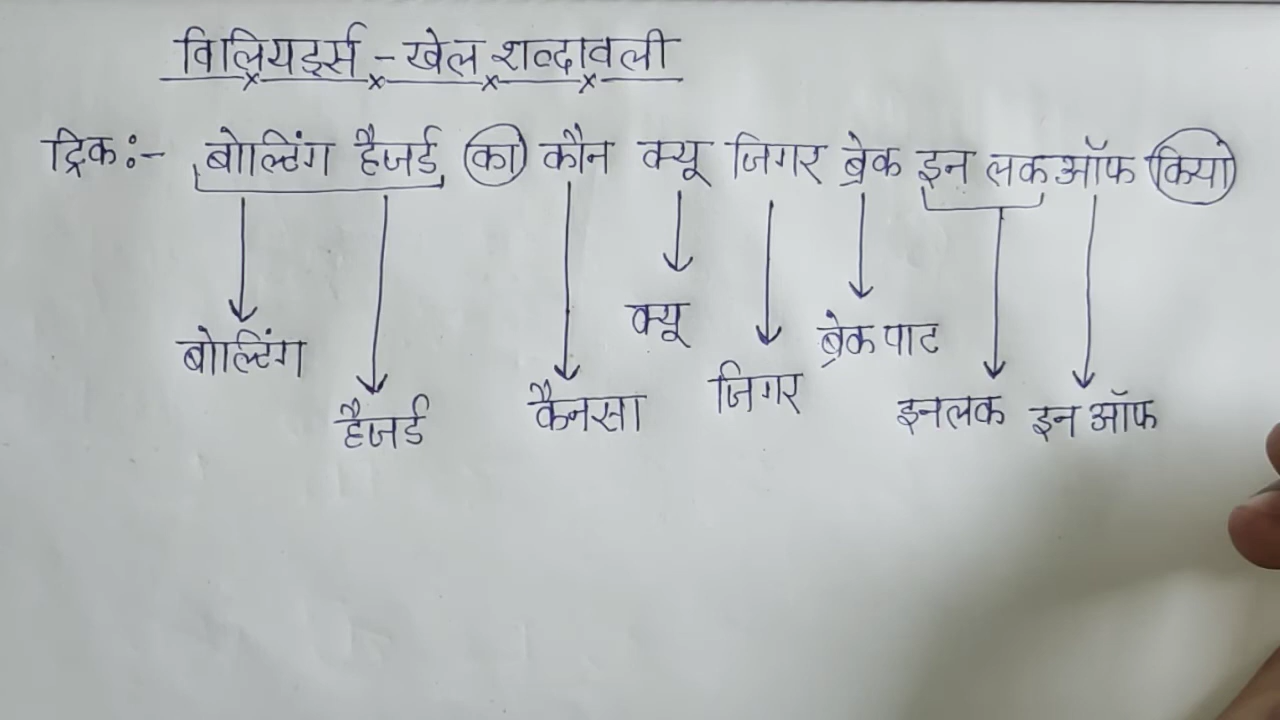 विलियर्ड्स - खेल शब्दावली
ट्रिक:- बोल्टिंग हैजर्ड का कौन क्यू जिगर ब्रेक इन लक ऑफ किया
क्यू
बोल्टिंग ब्रेक पाट
हैजर्ड कैनसा जिगर इनलक इन ऑफ